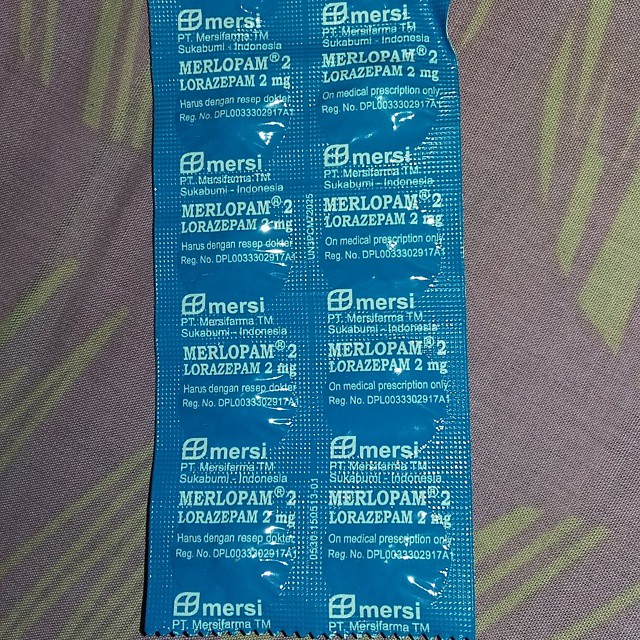 mersi
PT. Mersifarma TM
Sukabumi - Indonesia
MERLOPAM® 2
LORAZEPAM 2 mg
Harus dengan resep dokter
Reg. No. DPL0033302917A1
mersi
PT. Mersifarma TM
Sukabumi - Indonesia
MERLOPAM® 2
LORAZEPAM 2 mg
On medical prescription only
Reg. No. DPL0033302917A1
mersi
PT. Mersifarma TM
Sukabumi - Indonesia
MERLOPAM® 2
LORAZEPAM 2 mg
Harus dengan resep dokter
Reg. No. DPL0033302917A1
mersi
PT. Mersifarma TM
Sukabumi - Indonesia
MERLOPAM® 2
LORAZEPAM 2 mg
On medical prescription only
Reg. No. DPL0033302917A1
mersi
PT. Mersifarma TM
Sukabumi - Indonesia
MERLOPAM® 2
LORAZEPAM 2 mg
Harus dengan resep dokter
Reg. No. DPL0033302917A1
mersi
PT. Mersifarma TM
Sukabumi - Indonesia
MERLOPAM® 2
LORAZEPAM 2 mg
On medical prescription only
Reg. No. DPL0033302917A1
mersi
PT. Mersifarma TM
Sukabumi - Indonesia
MERLOPAM® 2
LORAZEPAM 2 mg
Harus dengan resep dokter
Reg. No. DPL0033302917A1
mersi
PT. Mersifarma TM
Sukabumi - Indonesia
MERLOPAM® 2
LORAZEPAM 2 mg
On medical prescription only
Reg. No. DPL0033302917A1
mersi
PT. Mersifarma TM
mersi
PT. Mersifarma TM